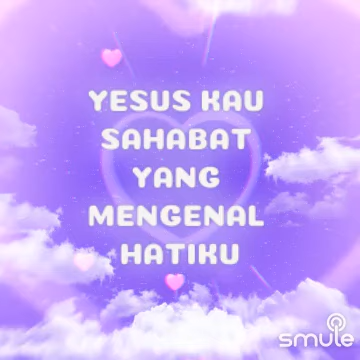 YESUS KAU
SAHABAT
YANG
MENGENAL
HATIKU
smule